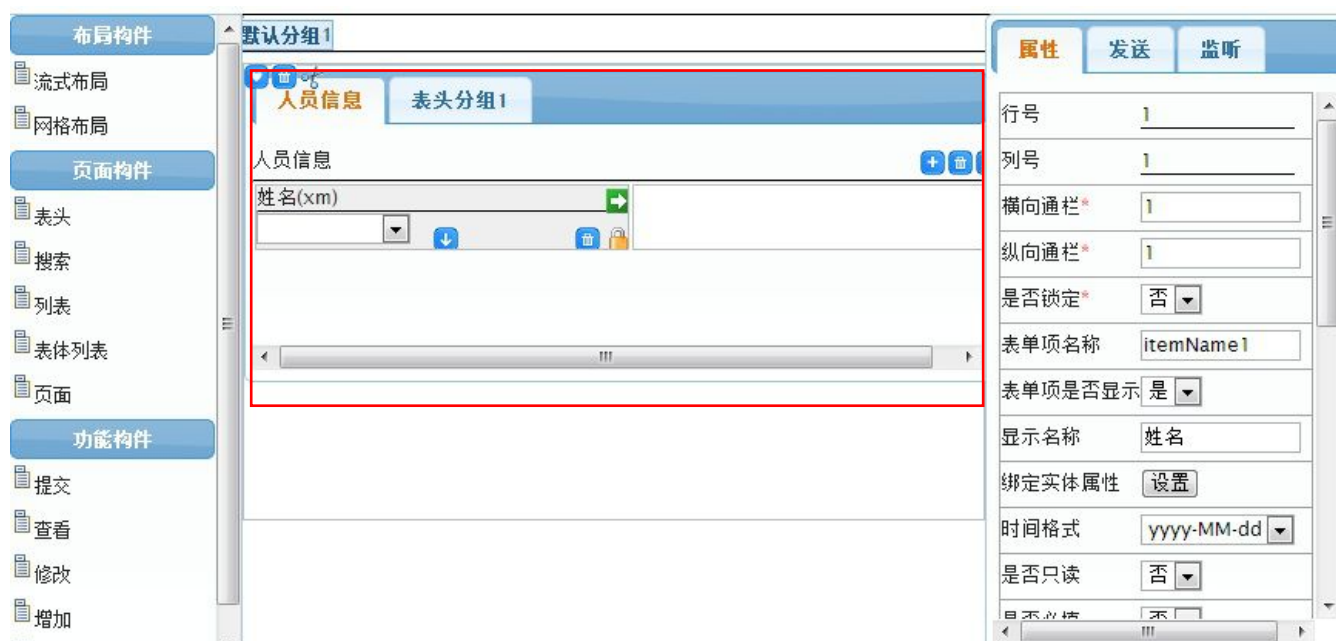 布局构件
流式布局
网格布局
页面构件
表头
搜索
列表
表体列表
页面
功能构件
提交
查看
修改
增加
默认分组1
人员信息
表头分组1
人员信息
姓名(xm)
属性
发送
监听
行号 1
列号 1
横向通栏* 1
纵向通栏* 1
是否锁定* 否
表单项名称 itemName1
表单项是否显示 是
显示名称 姓名
绑定实体属性 设置
时间格式 yyyy-MM-dd
是否只读 否